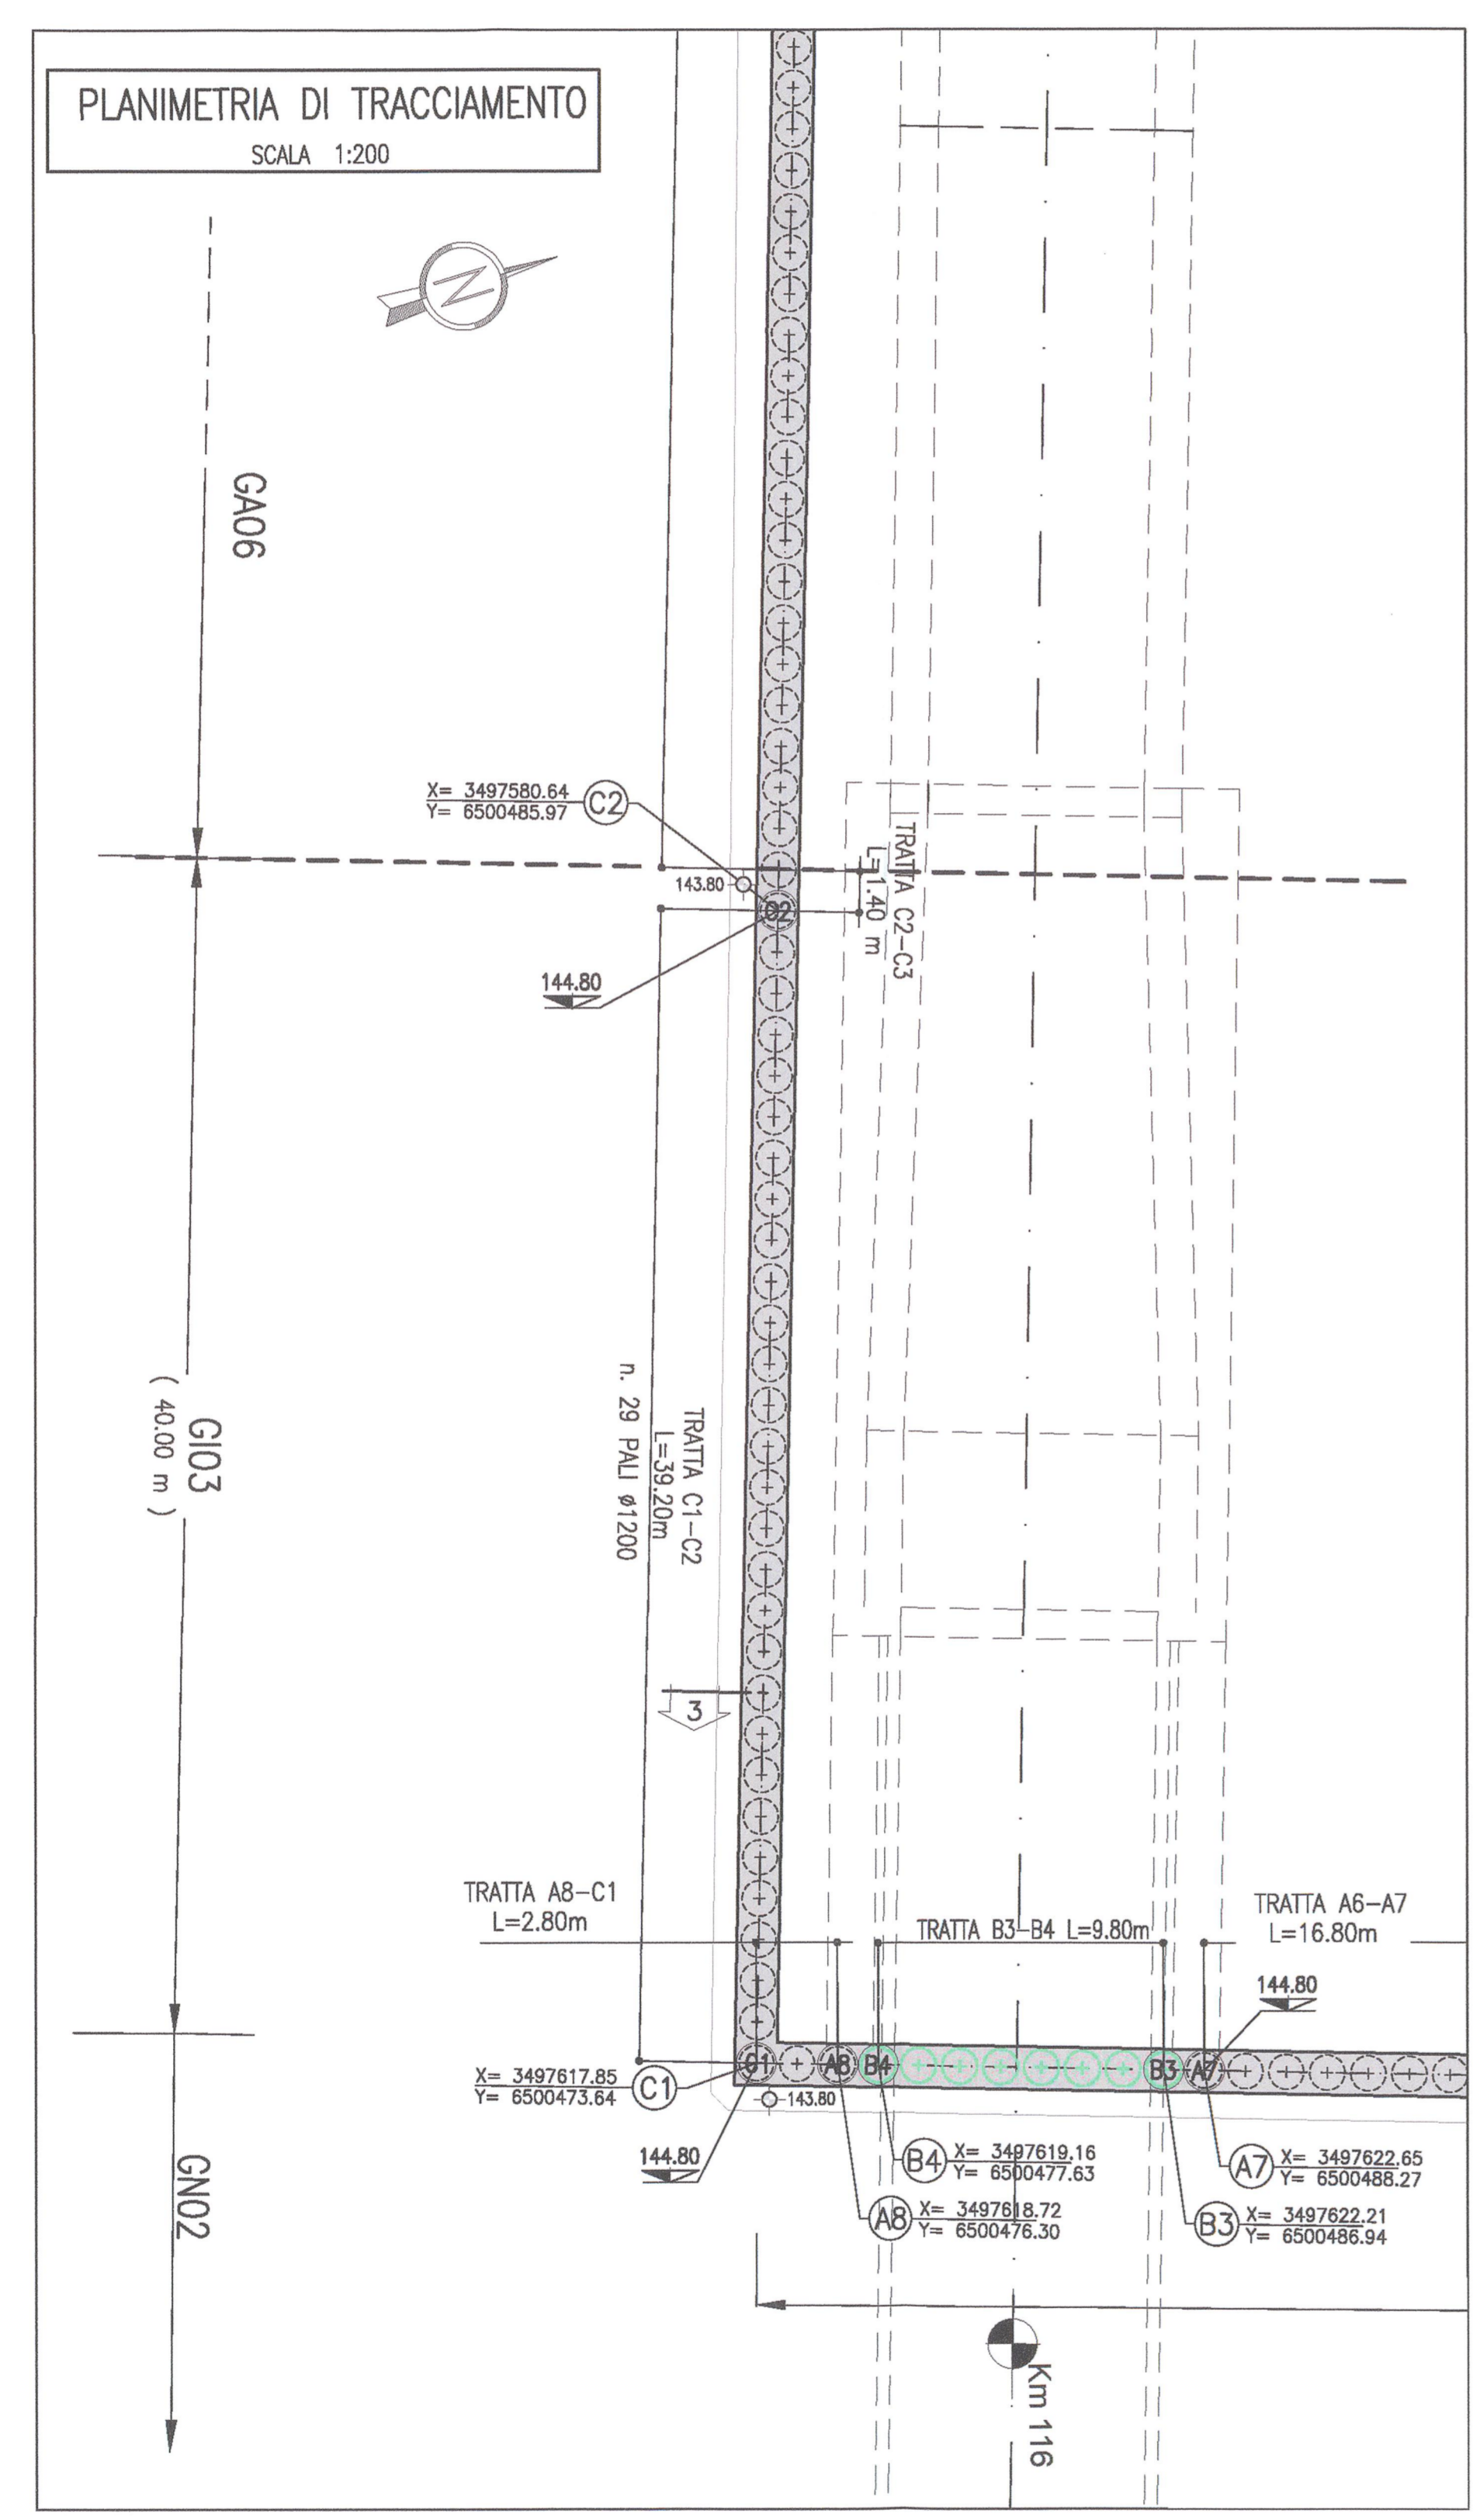 PLANIMETRIA DI TRACCIAMENTO
SCALA 1:200
N
GA06
X= 3497580.64
Y= 6500485.97
C2
143.80
C2
144.80
TRATTA C2-C3
L=1.40 m
GI03
( 40.00 m )
TRATTA C1-C2
L=39.20m
n. 29 PALI ø1200
3
TRATTA A8-C1
L=2.80m
TRATTA B3-B4 L=9.80m
TRATTA A6-A7
L=16.80m
144.80
C1
A8
B4
B3
A7
X= 3497617.85
Y= 6500473.64
C1
143.80
144.80
B4
X= 3497619.16
Y= 6500477.63
A7
X= 3497622.65
Y= 6500488.27
A8
X= 3497618.72
Y= 6500476.30
B3
X= 3497622.21
Y= 6500486.94
GN02
Km 116